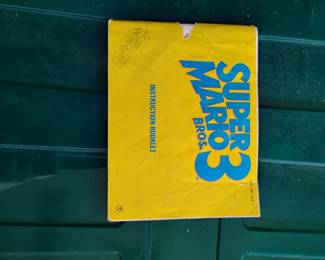 SUPER
MARIO
BROS. 3
INSTRUCTION BOOKLET